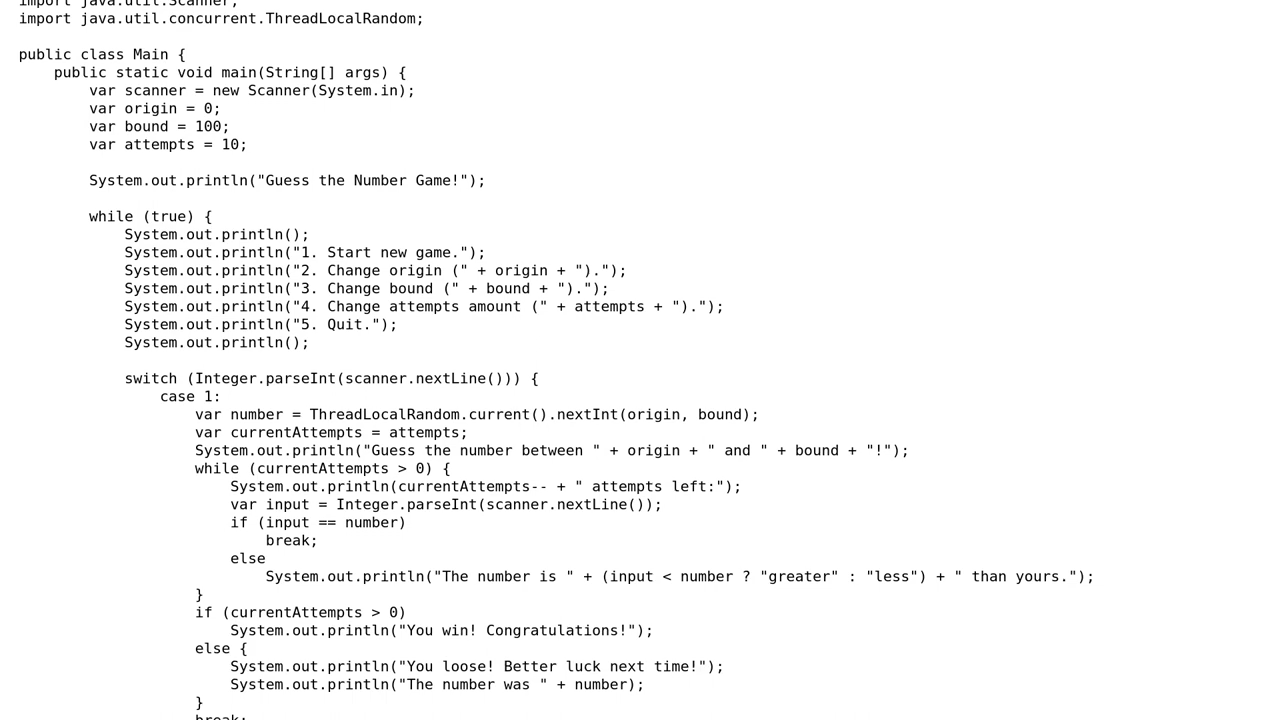 import java.util.Scanner;
import java.util.concurrent.ThreadLocalRandom;

public class Main {
    public static void main(String[] args) {
        var scanner = new Scanner(System.in);
        var origin = 0;
        var bound = 100;
        var attempts = 10;

        System.out.println("Guess the Number Game!");

        while (true) {
            System.out.println();
            System.out.println("1. Start new game.");
            System.out.println("2. Change origin (" + origin + ").");
            System.out.println("3. Change bound (" + bound + ").");
            System.out.println("4. Change attempts amount (" + attempts + ").");
            System.out.println("5. Quit.");
            System.out.println();

            switch (Integer.parseInt(scanner.nextLine())) {
                case 1:
                    var number = ThreadLocalRandom.current().nextInt(origin, bound);
                    var currentAttempts = attempts;
                    System.out.println("Guess the number between " + origin + " and " + bound + "!");
                    while (currentAttempts > 0) {
                        System.out.println(currentAttempts-- + " attempts left:");
                        var input = Integer.parseInt(scanner.nextLine());
                        if (input == number)
                            break;
                        else
                            System.out.println("The number is " + (input < number ? "greater" : "less") + " than yours.");
                    }
                    if (currentAttempts > 0)
                        System.out.println("You win! Congratulations!");
                    else {
                        System.out.println("You loose! Better luck next time!");
                        System.out.println("The number was " + number);
                    }
                    break;